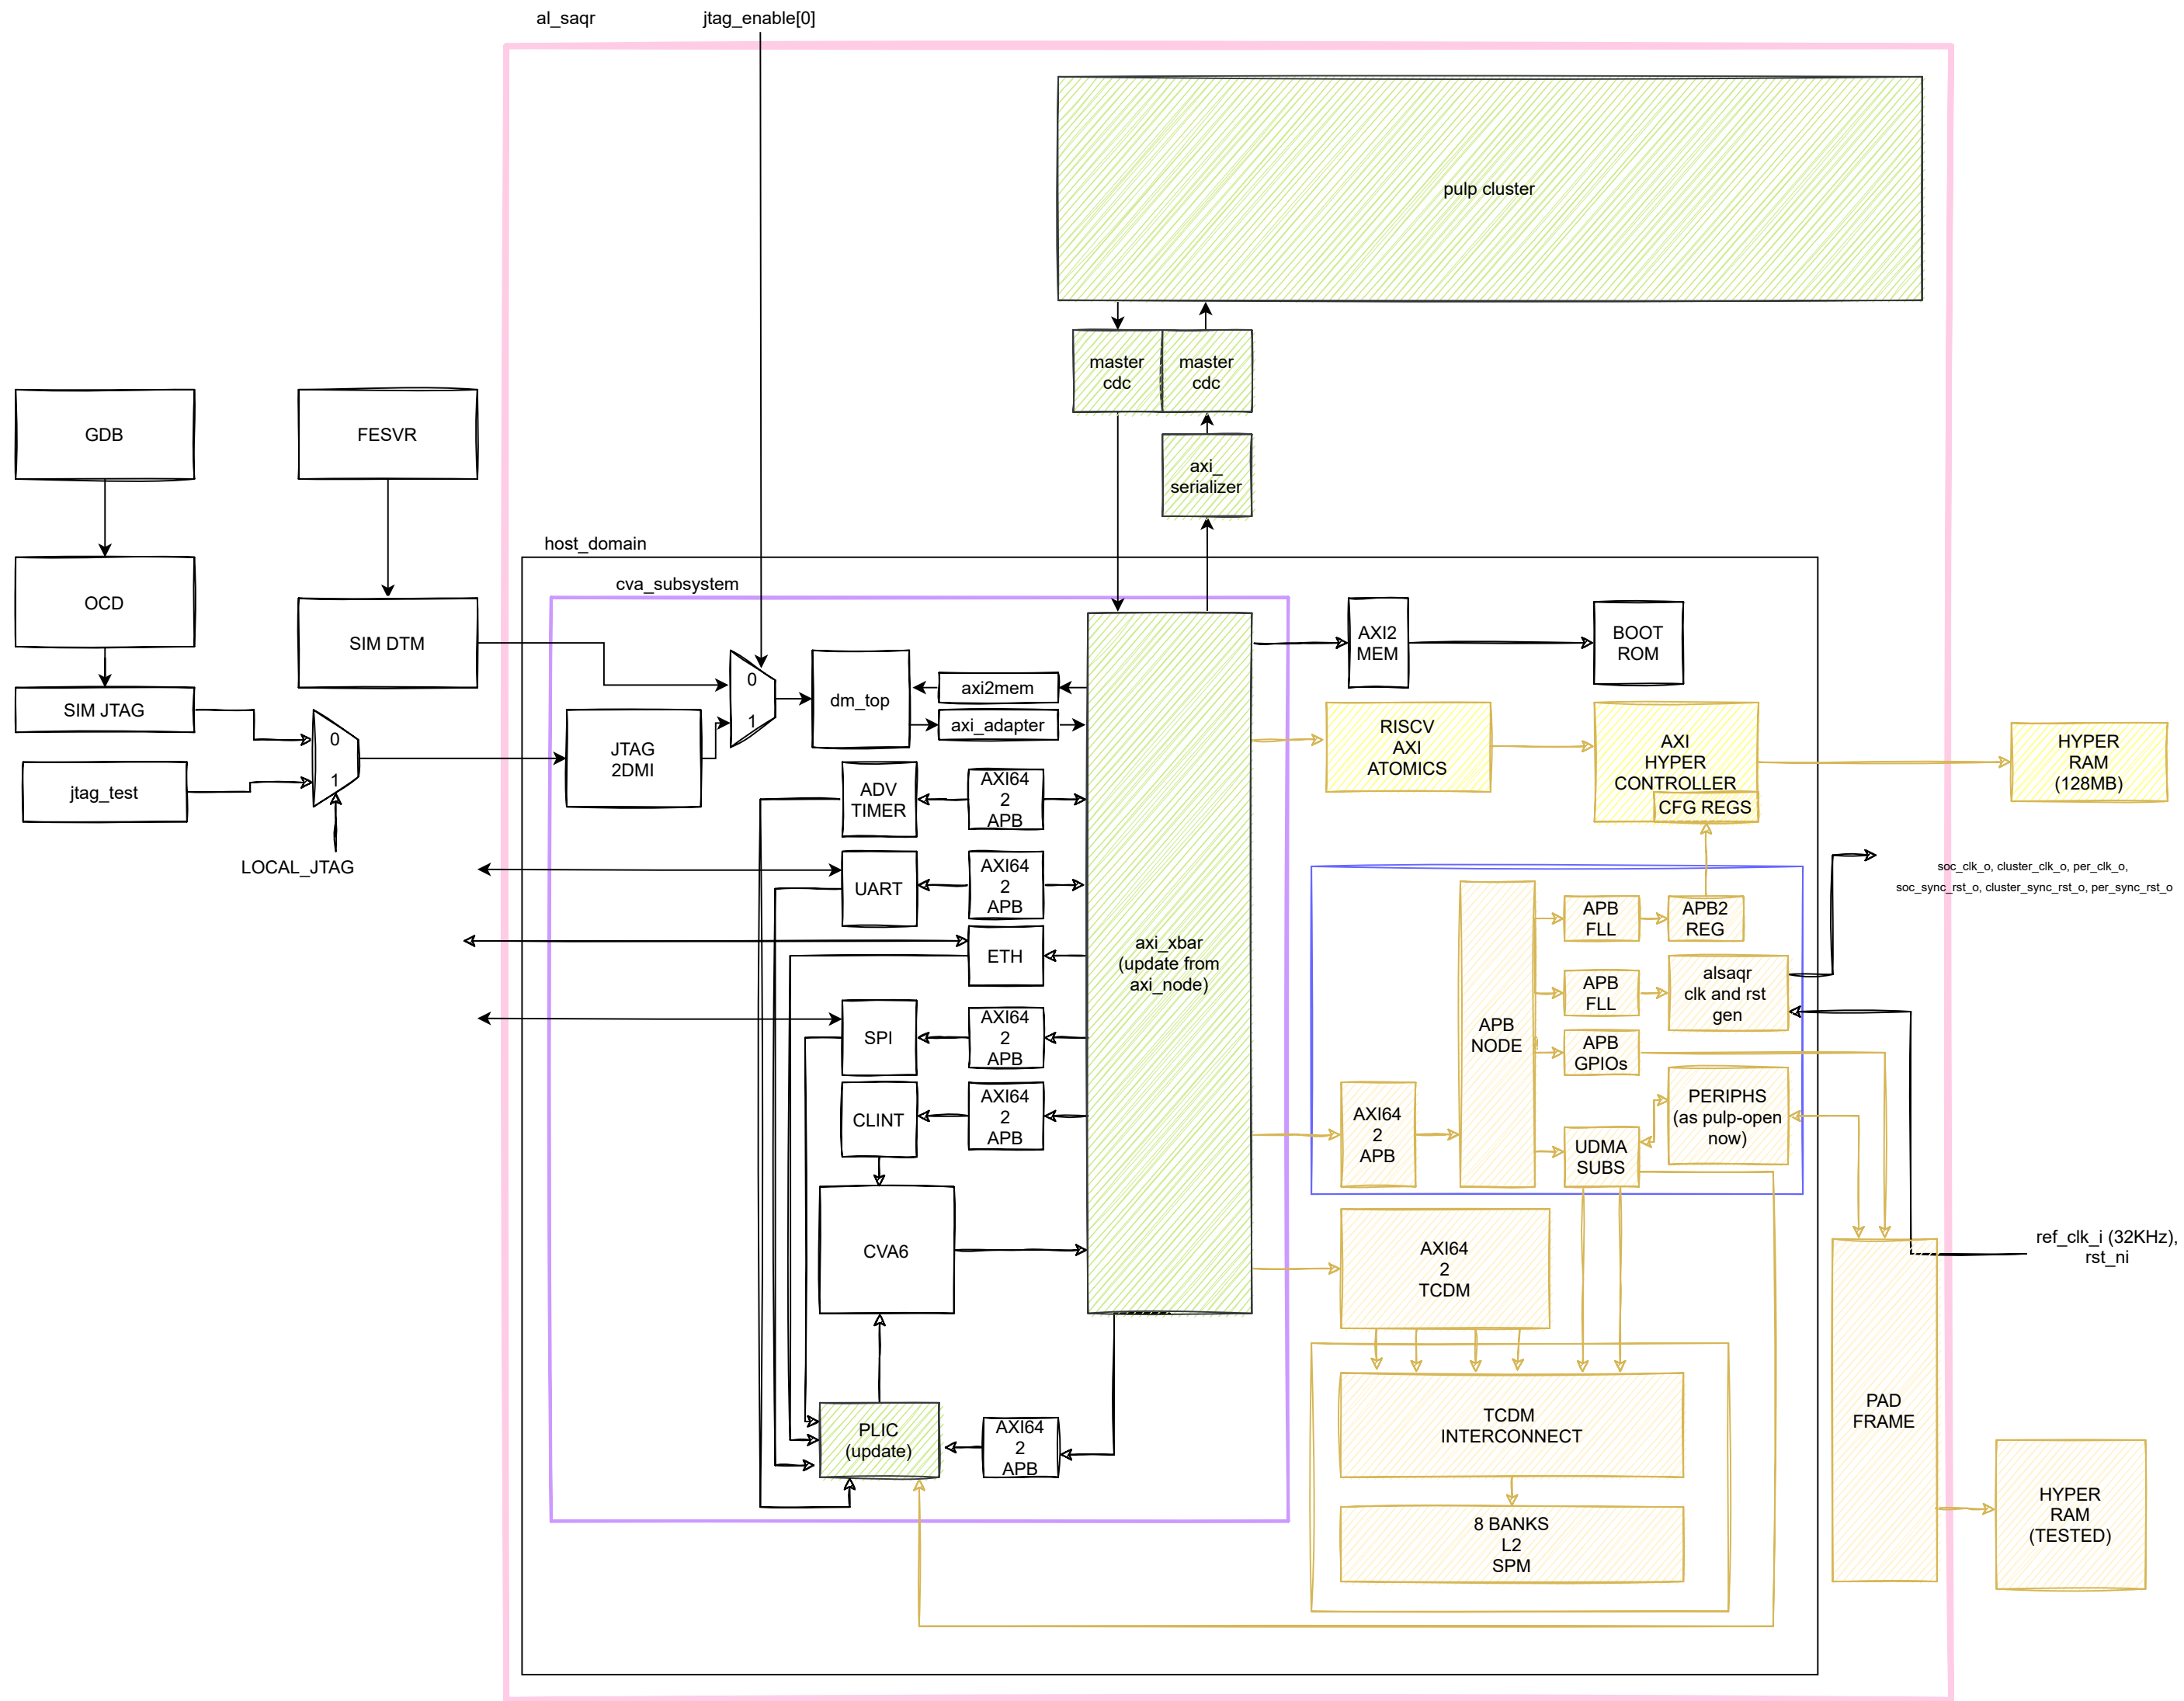 al_saqr
jtag_enable[0]
pulp cluster
master
cdc
master
cdc
GDB
FESVR
axi_
serializer
host_domain
cva_subsystem
OCD
SIM DTM
SIM JTAG
jtag_test
0
1
LOCAL_JTAG
JTAG
2DMI
0
1
dm_top
axi2mem
axi_adapter
AXI2
MEM
BOOT
ROM
RISCV
AXI
ATOMICS
AXI
HYPER
CONTROLLER
CFG REGS
HYPER
RAM
(128MB)
ADV
TIMER
AXI64
2
APB
UART
AXI64
2
APB
ETH
SPI
AXI64
2
APB
CLINT
AXI64
2
APB
CVA6
PLIC
(update)
AXI64
2
APB
axi_xbar
(update from
axi_node)
soc_clk_o, cluster_clk_o, per_clk_o,
soc_sync_rst_o, cluster_sync_rst_o, per_sync_rst_o
APB
FLL
APB2
REG
APB
FLL
alsaqr
clk and rst
gen
APB
NODE
APB
GPIOs
PERIPHS
(as pulp-open
now)
AXI64
2
APB
UDMA
SUBS
ref_clk_i (32KHz),
rst_ni
AXI64
2
TCDM
TCDM
INTERCONNECT
8 BANKS
L2
SPM
PAD
FRAME
HYPER
RAM
(TESTED)